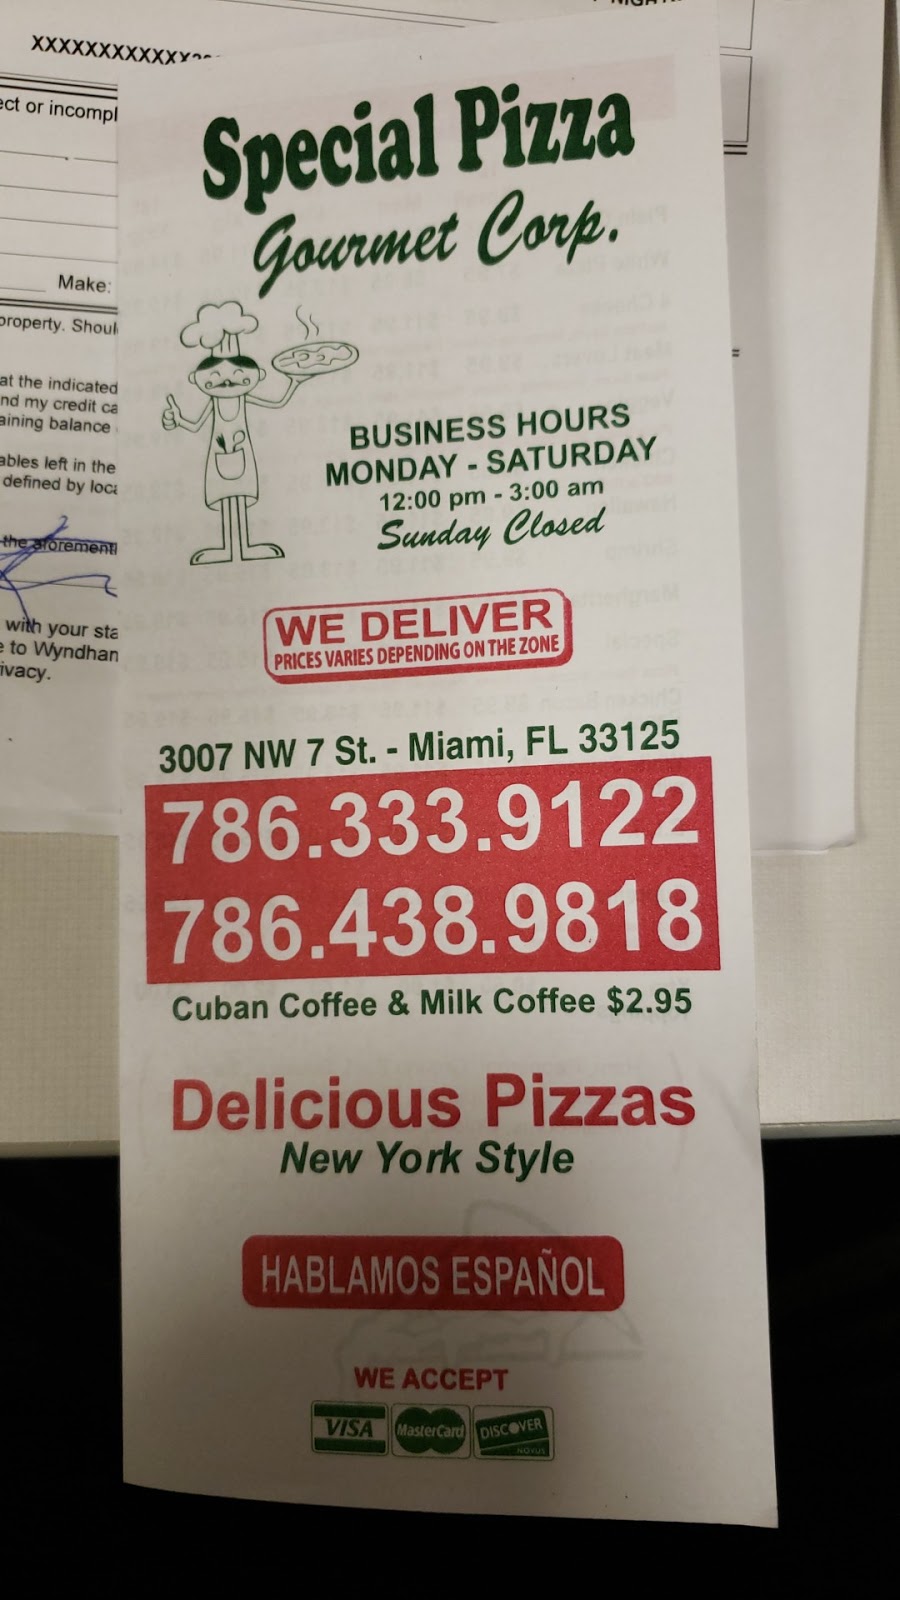 XXXXXXXXXXXX
ect or incompl
Make:
property. Shoul
at the indicated
nd my credit ca
aining balance
ables left in the
defined by loca
the aforementi
with your sta
e to Wyndham
ivacy.
Special Pizza
Gourmet Corp.
BUSINESS HOURS
MONDAY - SATURDAY
12:00 pm - 3:00 am
Sunday Closed
WE DELIVER
PRICES VARIES DEPENDING ON THE ZONE
3007 NW 7 St. - Miami, FL 33125
786.333.9122
786.438.9818
Cuban Coffee & Milk Coffee $2.95
Delicious Pizzas
New York Style
HABLAMOS ESPAÑOL
WE ACCEPT
VISA MasterCard DISCOVER
NOVUS